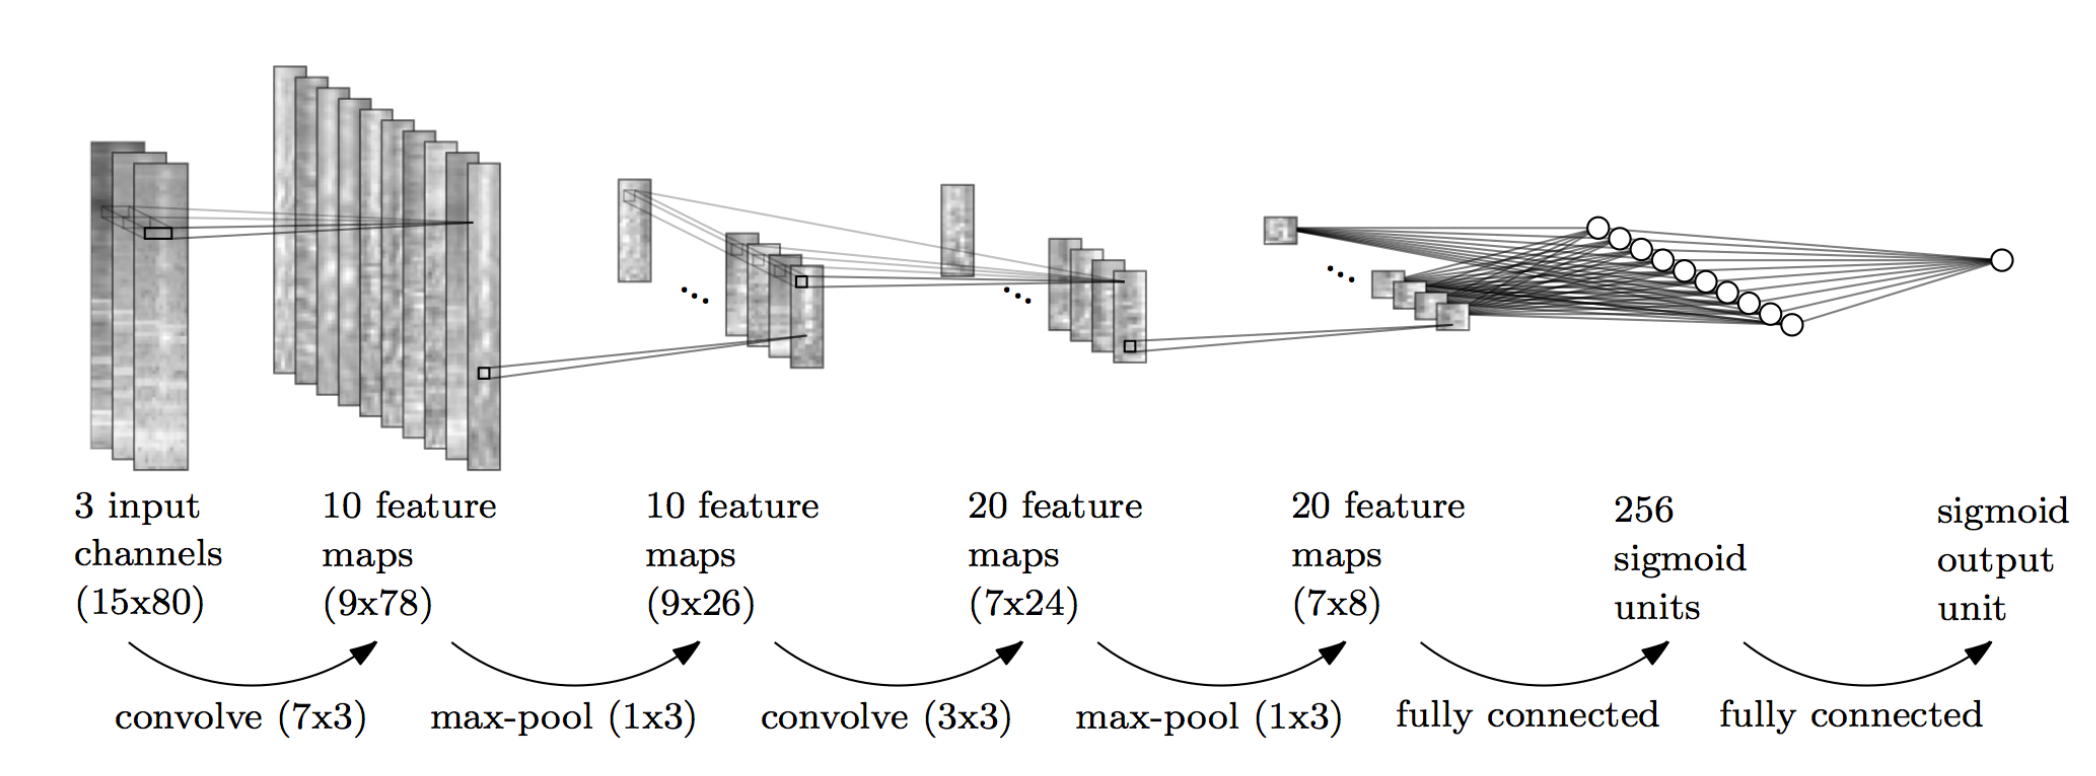 3 input
channels
(15x80)
10 feature
maps
(9x78)
10 feature
maps
(9x26)
20 feature
maps
(7x24)
20 feature
maps
(7x8)
256
sigmoid
units
sigmoid
output
unit
convolve (7x3)
max-pool (1x3)
convolve (3x3)
max-pool (1x3)
fully connected
fully connected